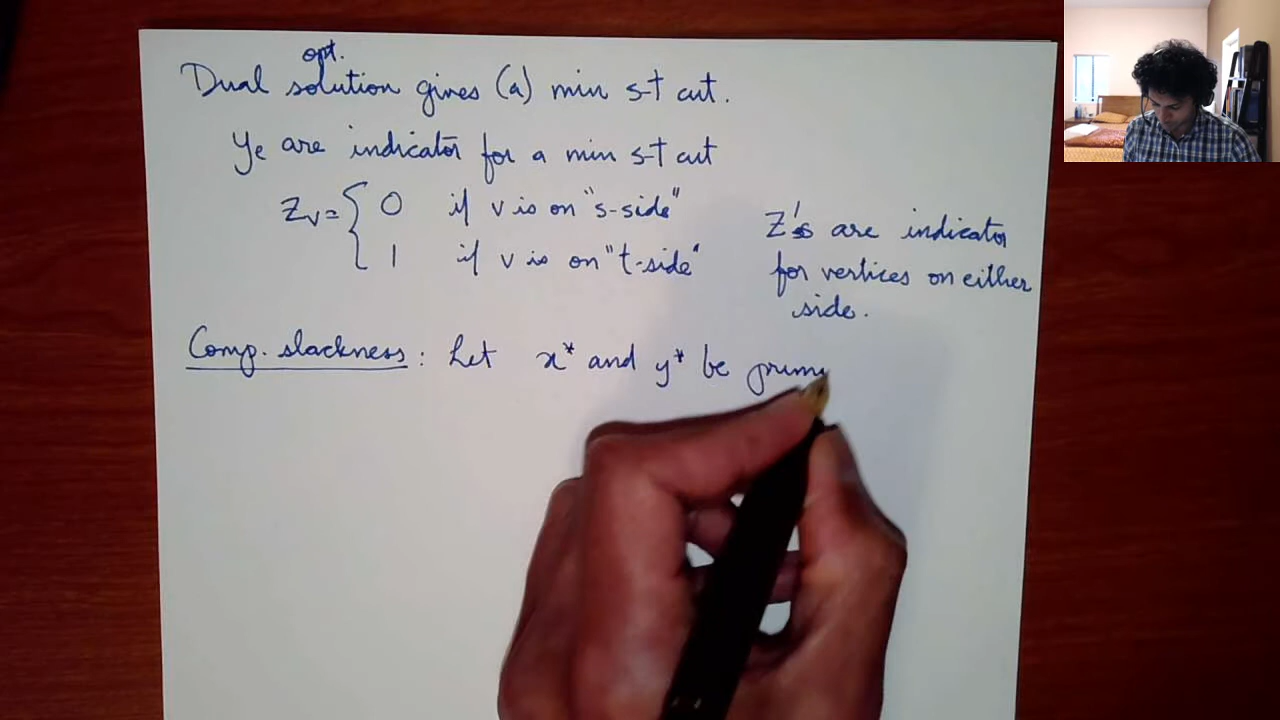 Dual opt. solution gives (a) min s-t cut.
ye are indicator for a min s-t cut
Zv = { 0 if v is on "s-side"
1 if v is on "t-side"
Z's are indicator
for vertices on either
side.
Comp. slackness: Let x* and y* be prim